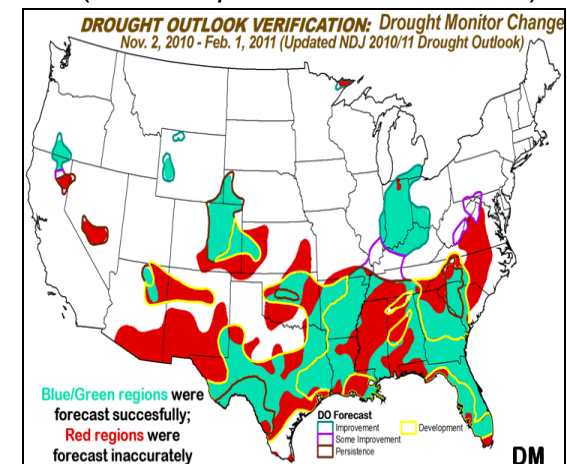 DROUGHT OUTLOOK VERIFICATION: Drought Monitor Change
Nov. 2, 2010 - Feb. 1, 2011 (Updated NDJ 2010/11 Drought Outlook)
Blue/Green regions were
forecast succesfully;
Red regions were
forecast inaccurately
DO Forecast
Improvement
Development
Some Improvement
Persistence
DM